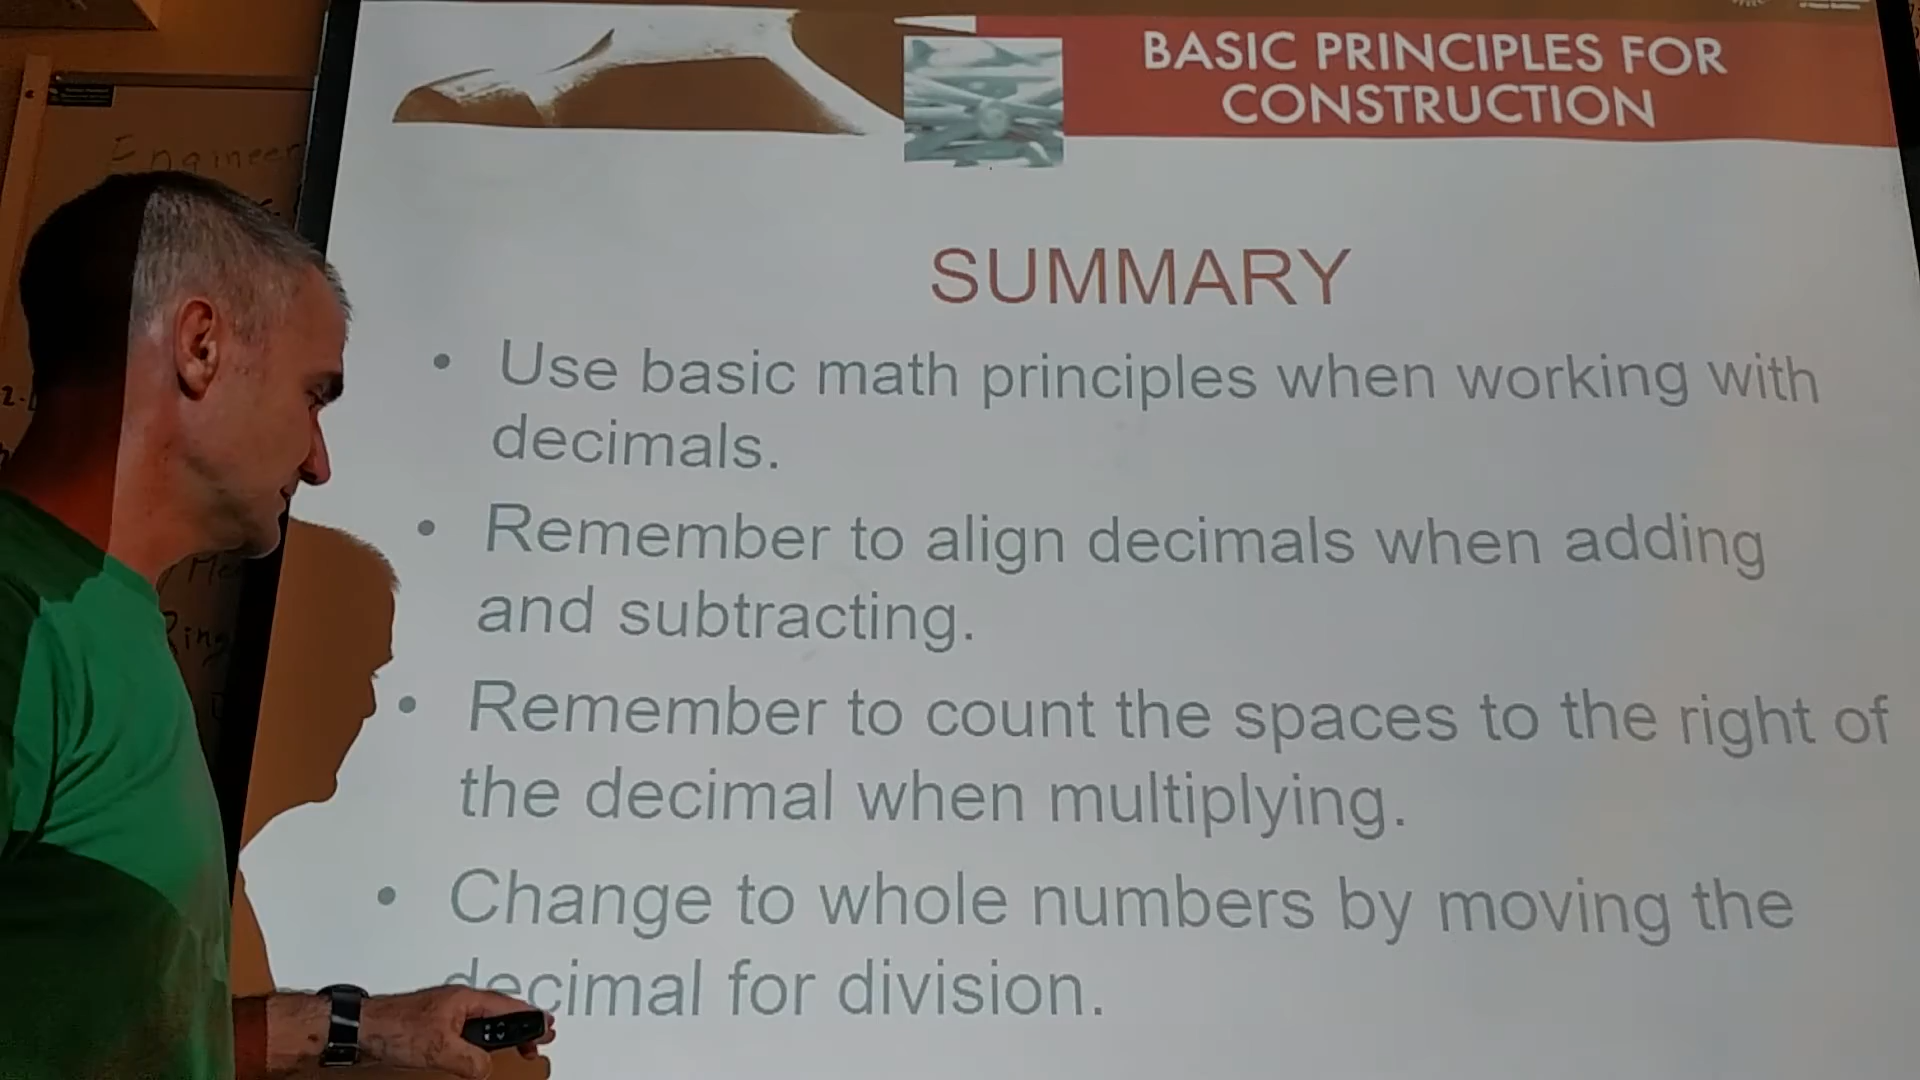 BASIC PRINCIPLES FOR
CONSTRUCTION
Engineer
SUMMARY
• Use basic math principles when working with
decimals.
• Remember to align decimals when adding
and subtracting.
• Remember to count the spaces to the right of
the decimal when multiplying.
• Change to whole numbers by moving the
decimal for division.